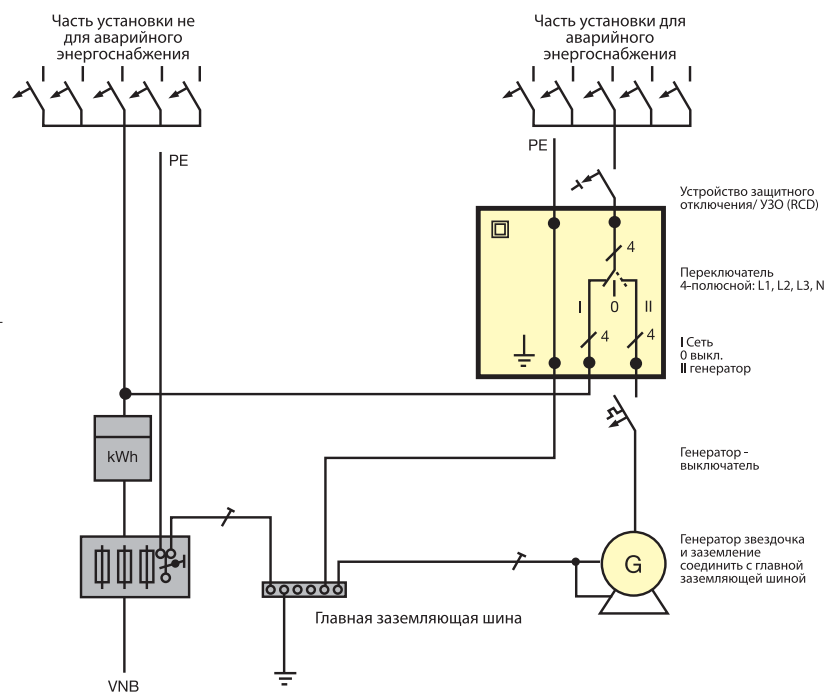 Часть установки не
для аварийного
энергоснабжения
Часть установки для
аварийного
энергоснабжения
PE
PE
Устройство защитного
отключения/ УЗО (RCD)
4
Переключатель
4-полюсной: L1, L2, L3, N
I
0
II
4
4
I Сеть
0 выкл.
II генератор
kWh
Генератор -
выключатель
G
Генератор звездочка
и заземление
соединить с главной
заземляющей шиной
Главная заземляющая шина
VNB